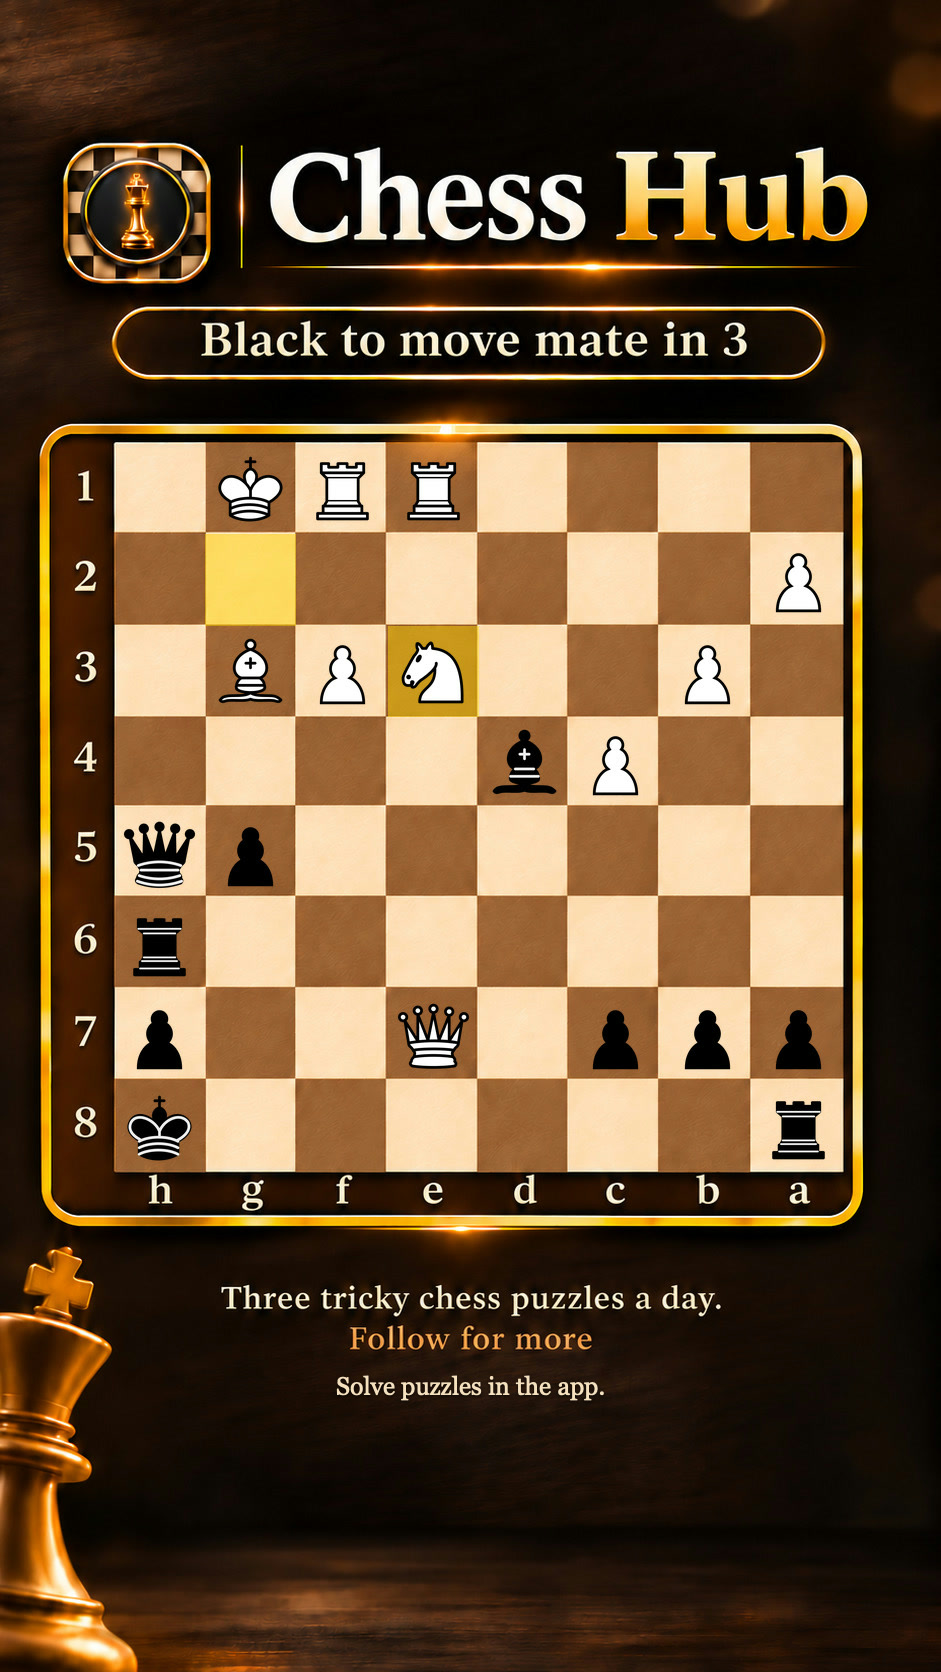 Chess Hub
Black to move mate in 3
1
2
3
4
5
6
7
8
h g f e d c b a
Three tricky chess puzzles a day.
Follow for more
Solve puzzles in the app.